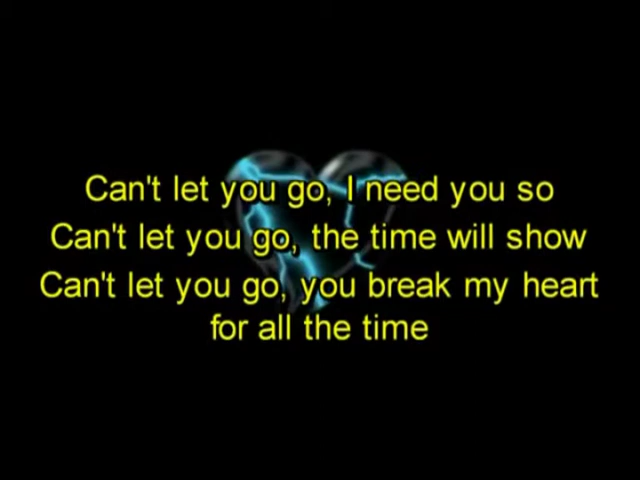 Can't let you go, I need you so
Can't let you go, the time will show
Can't let you go, you break my heart
for all the time